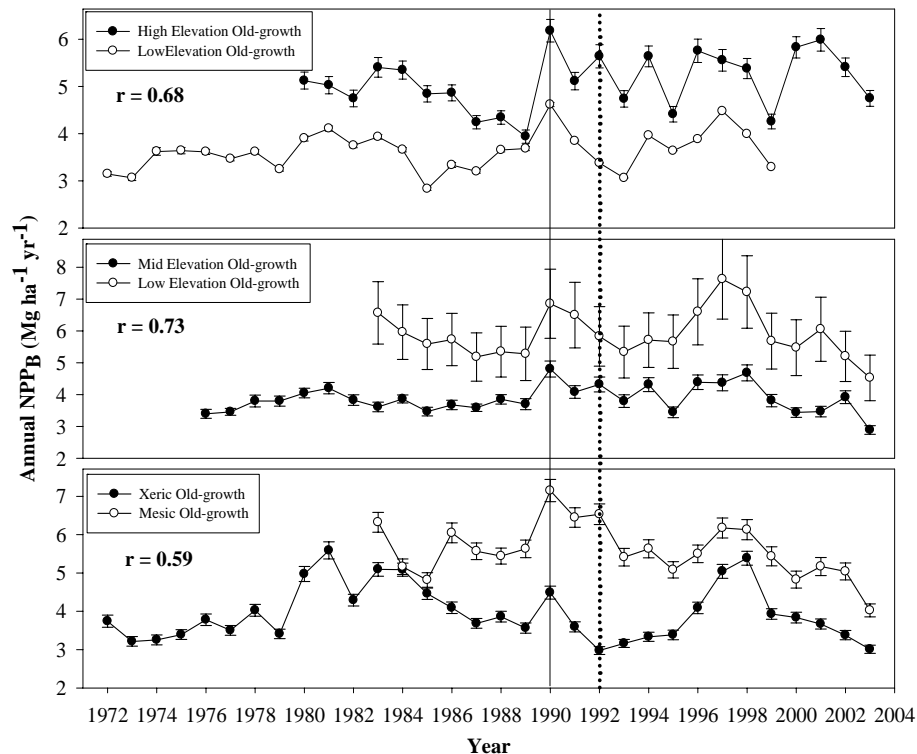 High Elevation Old-growth
LowElevation Old-growth
r = 0.68
6
5
4
3
2
Mid Elevation Old-growth
Low Elevation Old-growth
r = 0.73
8
7
6
5
4
3
2
Xeric Old-growth
Mesic Old-growth
r = 0.59
7
6
5
4
3
2
Annual NPPB (Mg ha-1 yr-1)
1972 1974 1976 1978 1980 1982 1984 1986 1988 1990 1992 1994 1996 1998 2000 2002 2004
Year